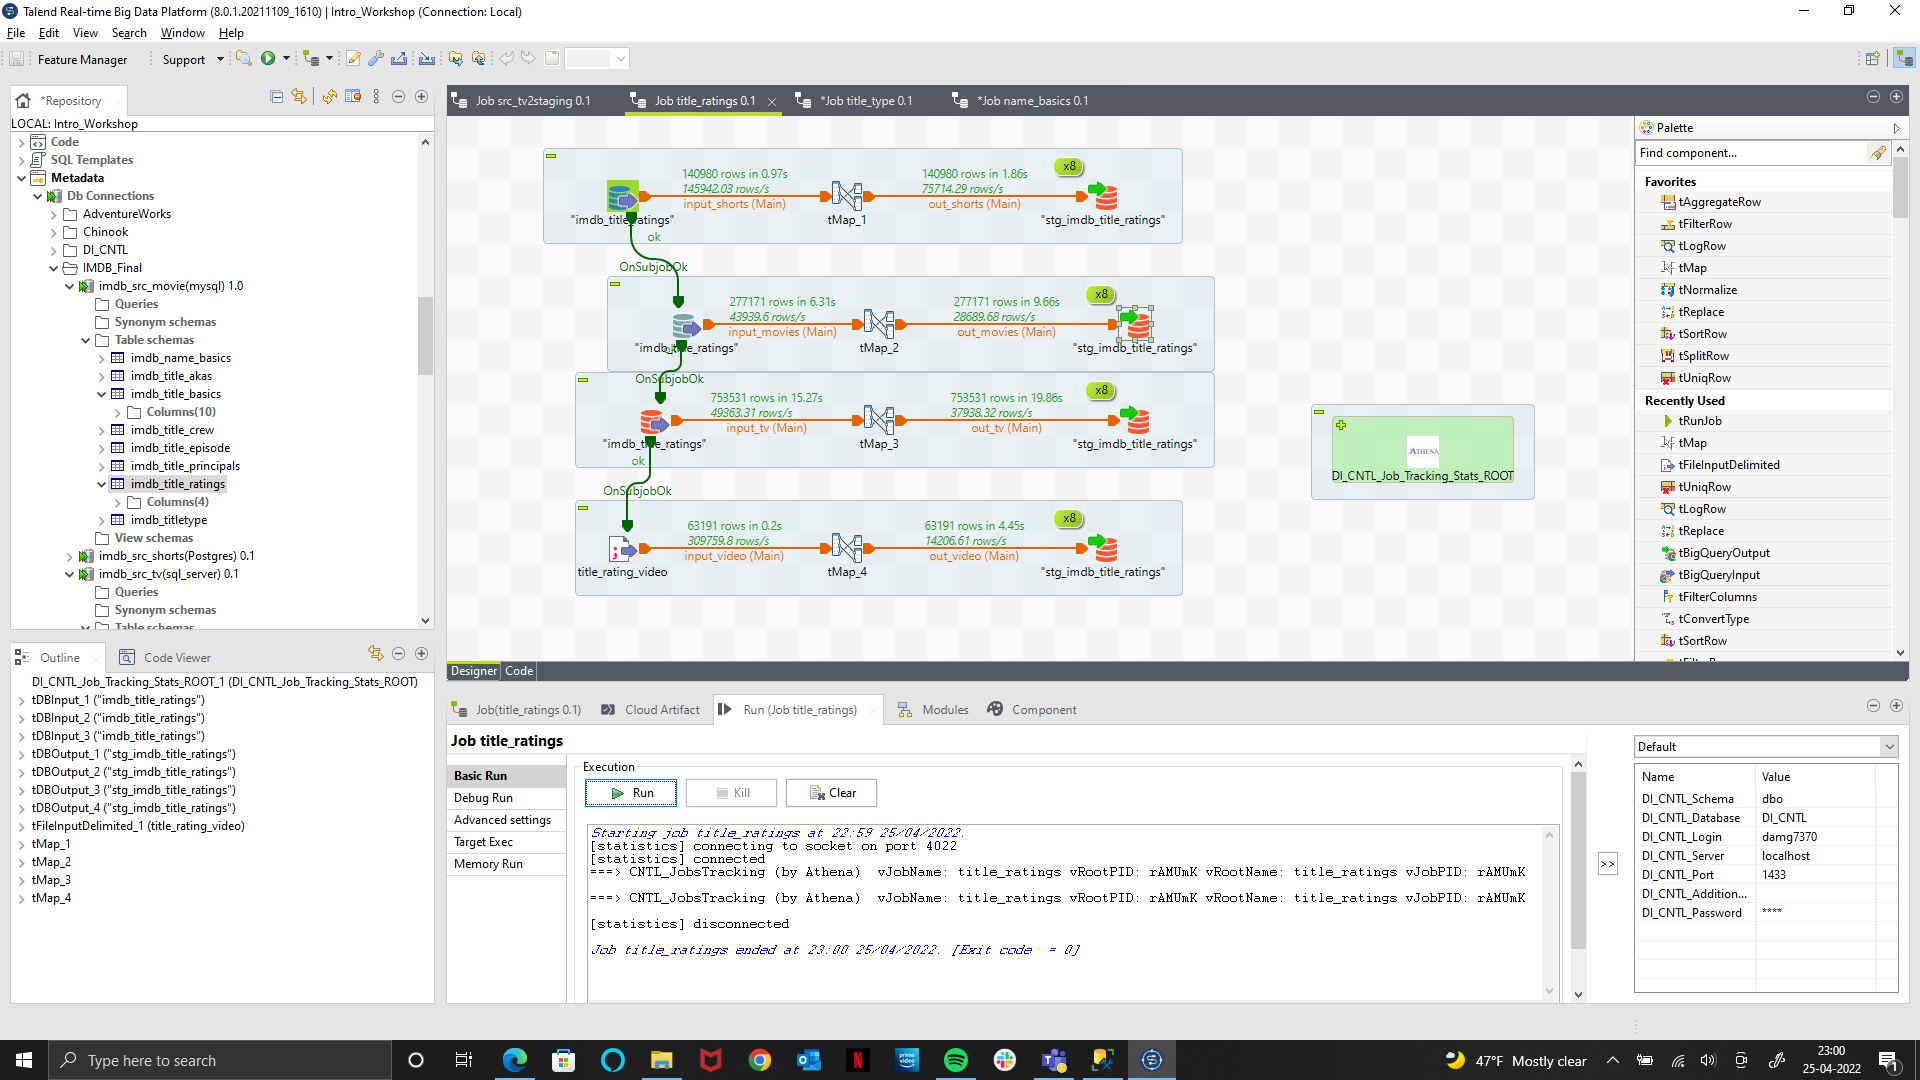 Talend Real-time Big Data Platform (8.0.1.20211109_1610) | Intro_Workshop (Connection: Local)
File Edit View Search Window Help
Feature Manager Support
*Repository
LOCAL: Intro_Workshop
Code
SQL Templates
Metadata
Db Connections
AdventureWorks
Chinook
DI_CNTL
IMDB_Final
imdb_src_movie(mysql) 1.0
Queries
Synonym schemas
Table schemas
imdb_name_basics
imdb_title_akas
imdb_title_basics
Columns(10)
imdb_title_crew
imdb_title_episode
imdb_title_principals
imdb_title_ratings
Columns(4)
imdb_titletype
View schemas
imdb_src_shorts(Postgres) 0.1
imdb_src_tv(sql_server) 0.1
Queries
Synonym schemas
Table schemas
Outline Code Viewer
DI_CNTL_Job_Tracking_Stats_ROOT_1 (DI_CNTL_Job_Tracking_Stats_ROOT)
tDBInput_1 ("imdb_title_ratings")
tDBInput_2 ("imdb_title_ratings")
tDBInput_3 ("imdb_title_ratings")
tDBOutput_1 ("stg_imdb_title_ratings")
tDBOutput_2 ("stg_imdb_title_ratings")
tDBOutput_3 ("stg_imdb_title_ratings")
tDBOutput_4 ("stg_imdb_title_ratings")
tFileInputDelimited_1 (title_rating_video)
tMap_1
tMap_2
tMap_3
tMap_4
Job src_tv2staging 0.1 Job title_ratings 0.1 *Job title_type 0.1 *Job name_basics 0.1
x8
140980 rows in 0.97s 140980 rows in 1.86s
145942.03 rows/s 75714.29 rows/s
input_shorts (Main) out_shorts (Main)
"imdb_title_ratings" tMap_1 "stg_imdb_title_ratings"
ok
OnSubjobOk
x8
277171 rows in 6.31s 277171 rows in 9.66s
43939.6 rows/s 28689.68 rows/s
input_movies (Main) out_movies (Main)
"imdb_title_ratings" tMap_2 "stg_imdb_title_ratings"
OnSubjobOk
x8
753531 rows in 15.27s 753531 rows in 19.86s
49363.31 rows/s 37938.32 rows/s
input_tv (Main) out_tv (Main)
"imdb_title_ratings" tMap_3 "stg_imdb_title_ratings"
ok
OnSubjobOk
x8
63191 rows in 0.2s 63191 rows in 4.45s
309759.8 rows/s 14206.61 rows/s
input_video (Main) out_video (Main)
title_rating_video tMap_4 "stg_imdb_title_ratings"
ATHENA
DI_CNTL_Job_Tracking_Stats_ROOT
Designer Code
Palette
Find component...
Favorites
tAggregateRow
tFilterRow
tLogRow
tMap
tNormalize
tReplace
tSortRow
tSplitRow
tUniqRow
Recently Used
tRunJob
tMap
tFileInputDelimited
tUniqRow
tLogRow
tReplace
tBigQueryOutput
tBigQueryInput
tFilterColumns
tConvertType
tSortRow
Job(title_ratings 0.1) Cloud Artifact Run (Job title_ratings) Modules Component
Job title_ratings
Basic Run
Debug Run
Advanced settings
Target Exec
Memory Run
Execution
Run Kill Clear
Starting job title_ratings at 22:59 25/04/2022.
[statistics] connecting to socket on port 4022
[statistics] connected
===> CNTL_JobsTracking (by Athena) vJobName: title_ratings vRootPID: rAMUmK vRootName: title_ratings vJobPID: rAMUmK
===> CNTL_JobsTracking (by Athena) vJobName: title_ratings vRootPID: rAMUmK vRootName: title_ratings vJobPID: rAMUmK
[statistics] disconnected
Job title_ratings ended at 23:00 25/04/2022. [Exit code = 0]
>>
Default
Name Value
DI_CNTL_Schema dbo
DI_CNTL_Database DI_CNTL
DI_CNTL_Login damg7370
DI_CNTL_Server localhost
DI_CNTL_Port 1433
DI_CNTL_Addition...
DI_CNTL_Password ****
Type here to search
prime video
47°F Mostly clear
23:00
25-04-2022
1